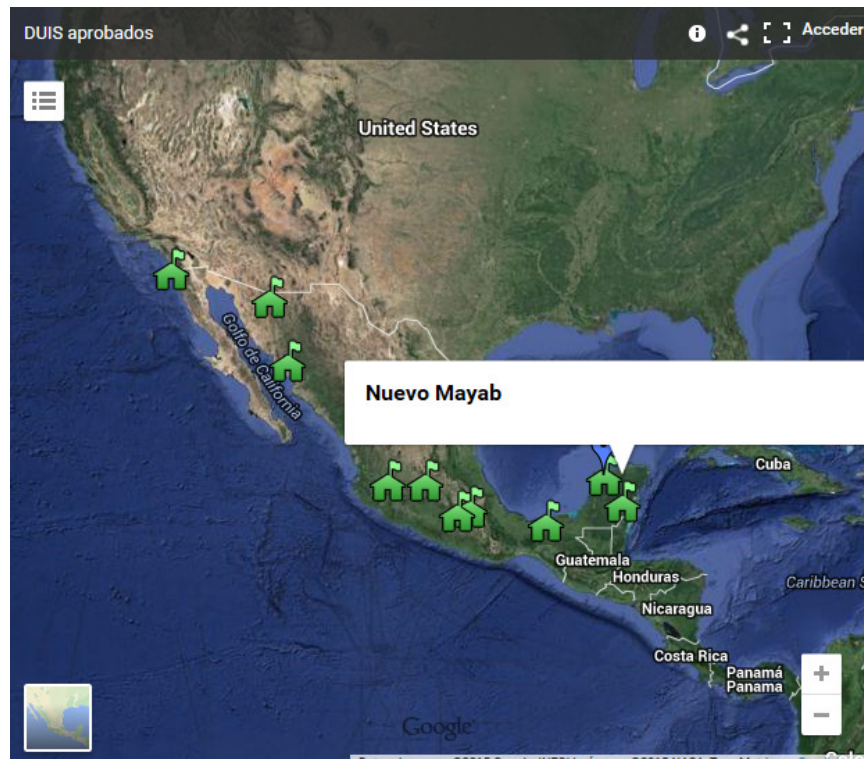 DUIS aprobados
Acceder
United States
Golfo de California
Nuevo Mayab
Cuba
Guatemala
Honduras
Caribbean
Nicaragua
Costa Rica
Panamá
Panama
Google